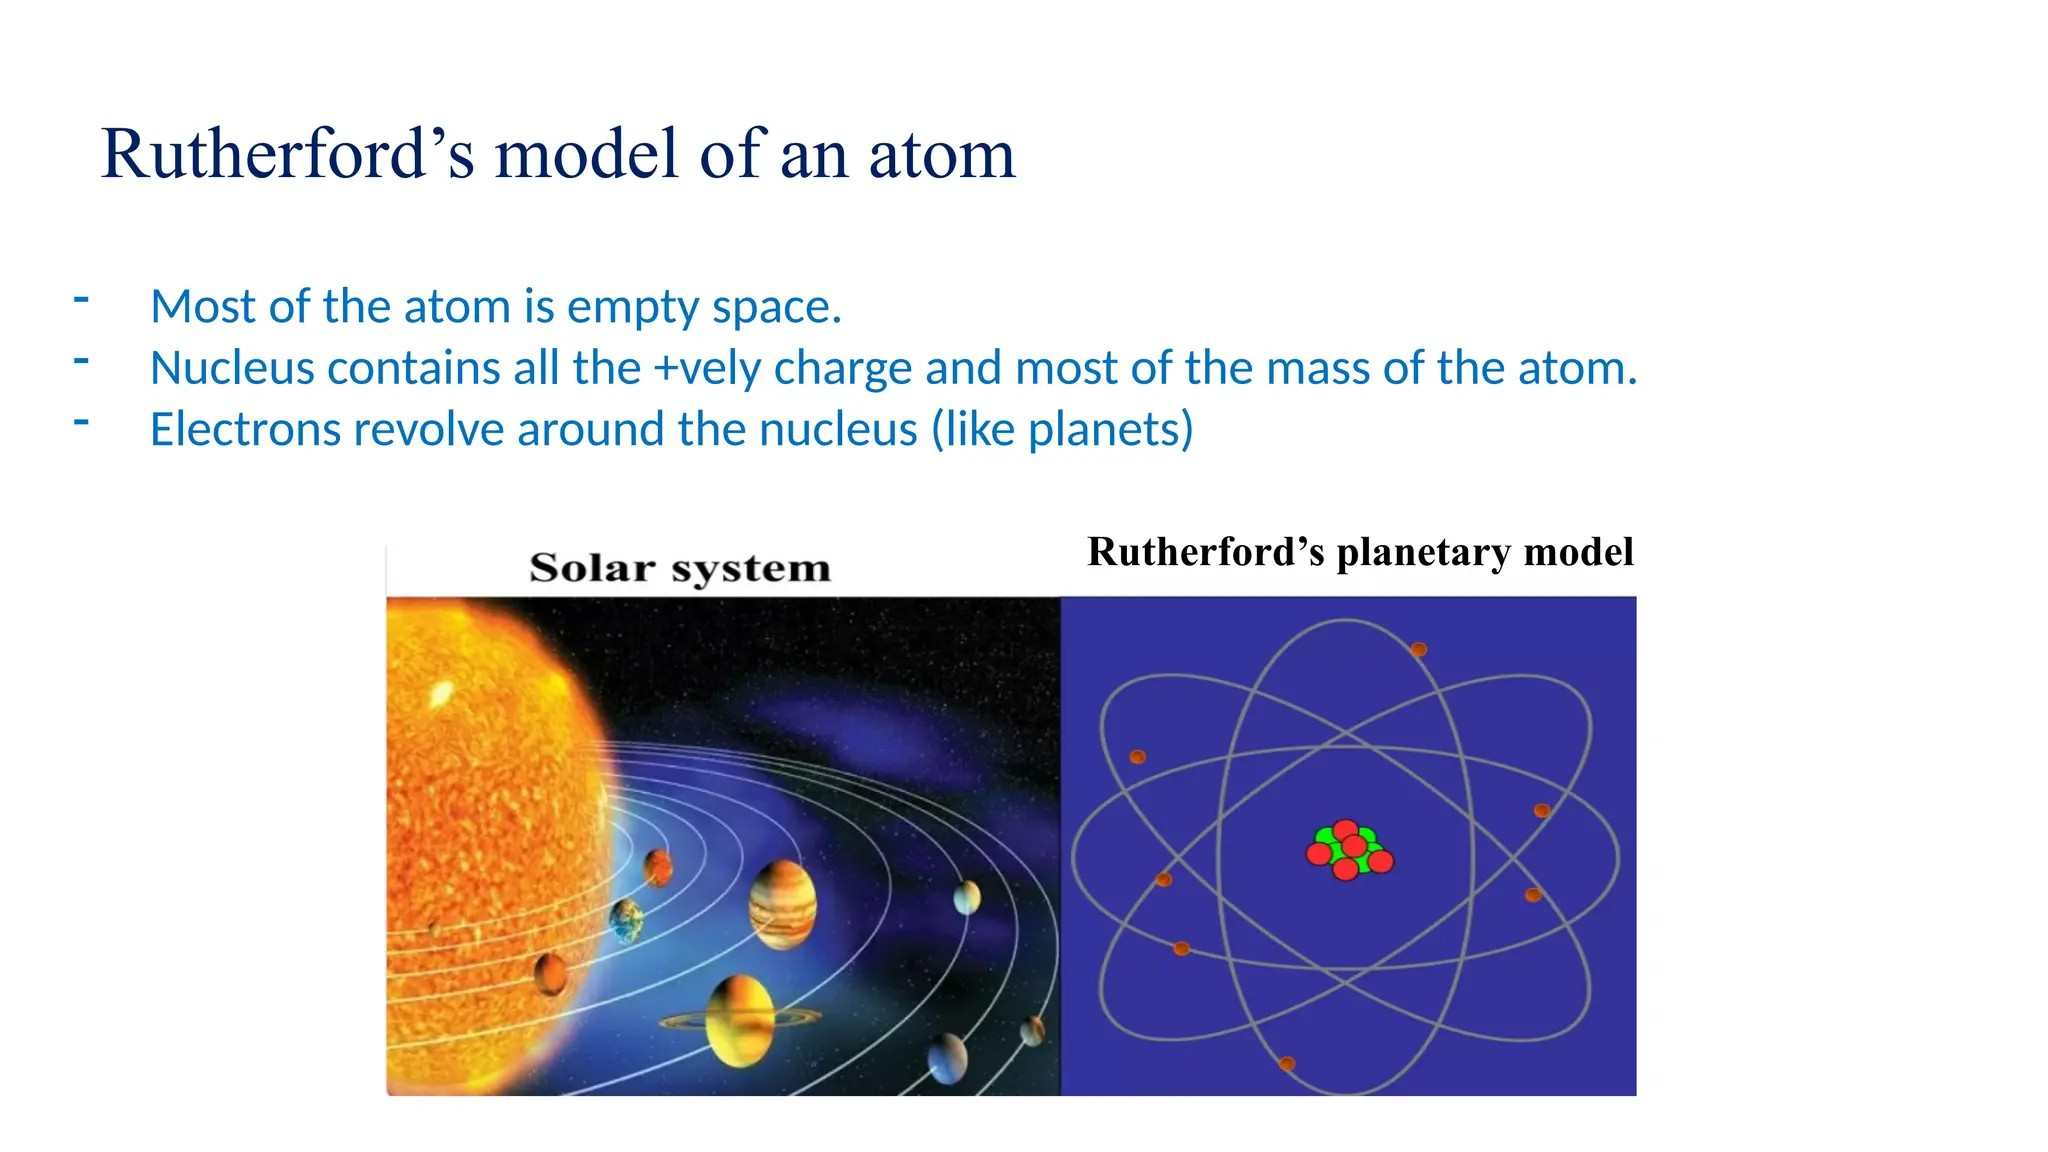 Rutherford’s model of an atom
- Most of the atom is empty space.
- Nucleus contains all the +vely charge and most of the mass of the atom.
- Electrons revolve around the nucleus (like planets)
Solar system
Rutherford’s planetary model